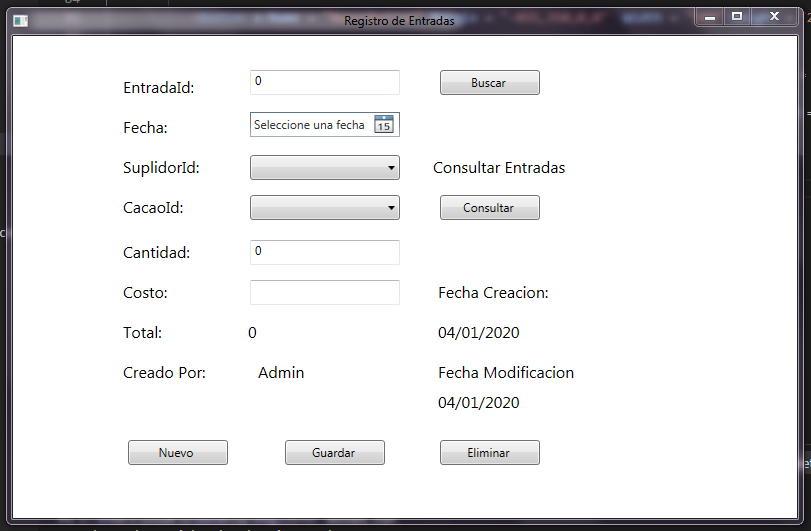 Registro de Entradas
EntradaId: 0 Buscar
Fecha: Seleccione una fecha 15
SuplidorId: Consultar Entradas
CacaoId: Consultar
Cantidad: 0
Costo: Fecha Creacion:
Total: 0 04/01/2020
Creado Por: Admin Fecha Modificacion
04/01/2020
Nuevo Guardar Eliminar